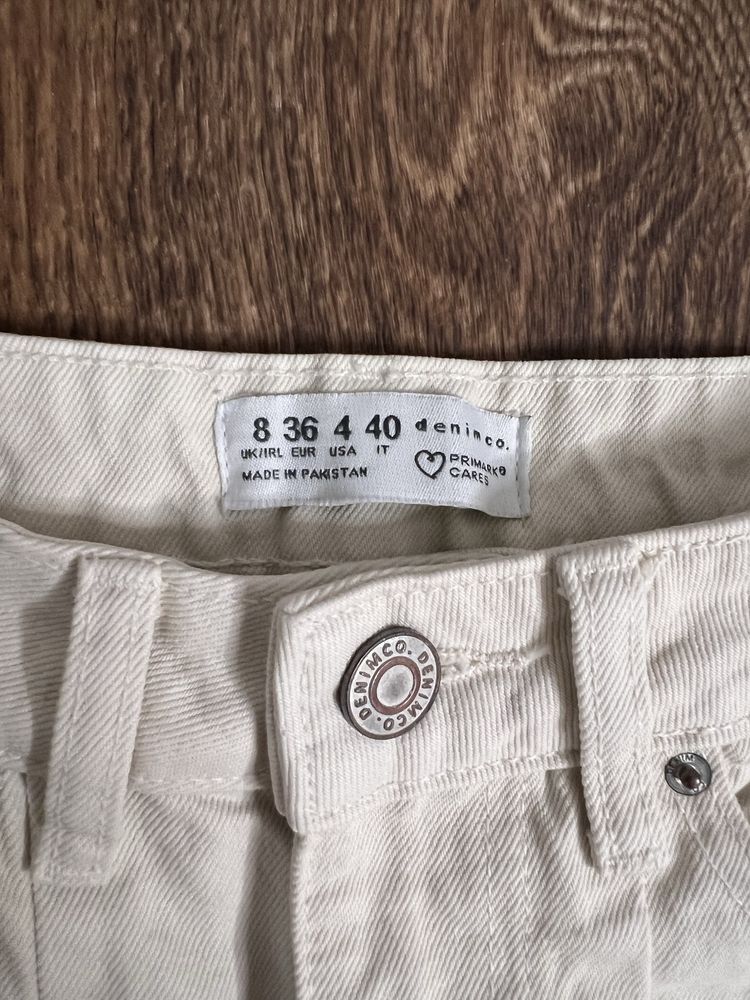 8 36 4 40 denimco.
UK/IRL EUR USA IT
MADE IN PAKISTAN
PRIMARK®
CARES
DENIMCO. DENIMCO.